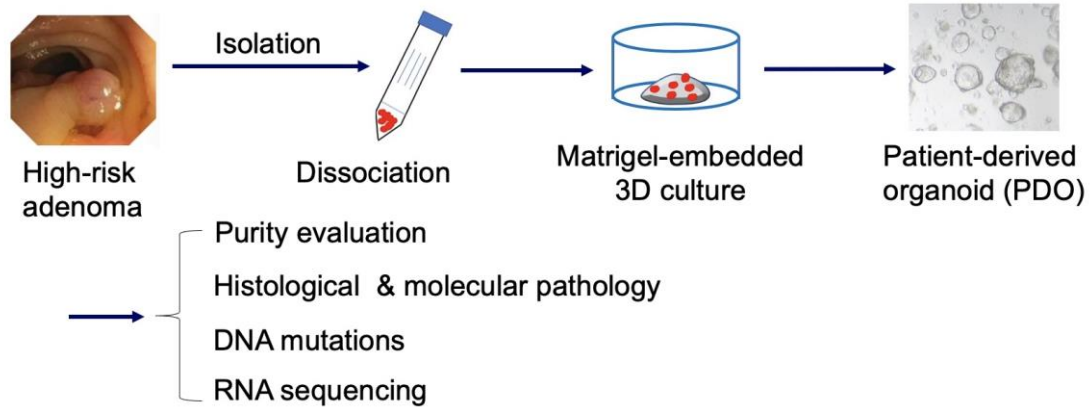 Isolation
High-risk
adenoma
Dissociation
Matrigel-embedded
3D culture
Patient-derived
organoid (PDO)
Purity evaluation
Histological & molecular pathology
DNA mutations
RNA sequencing